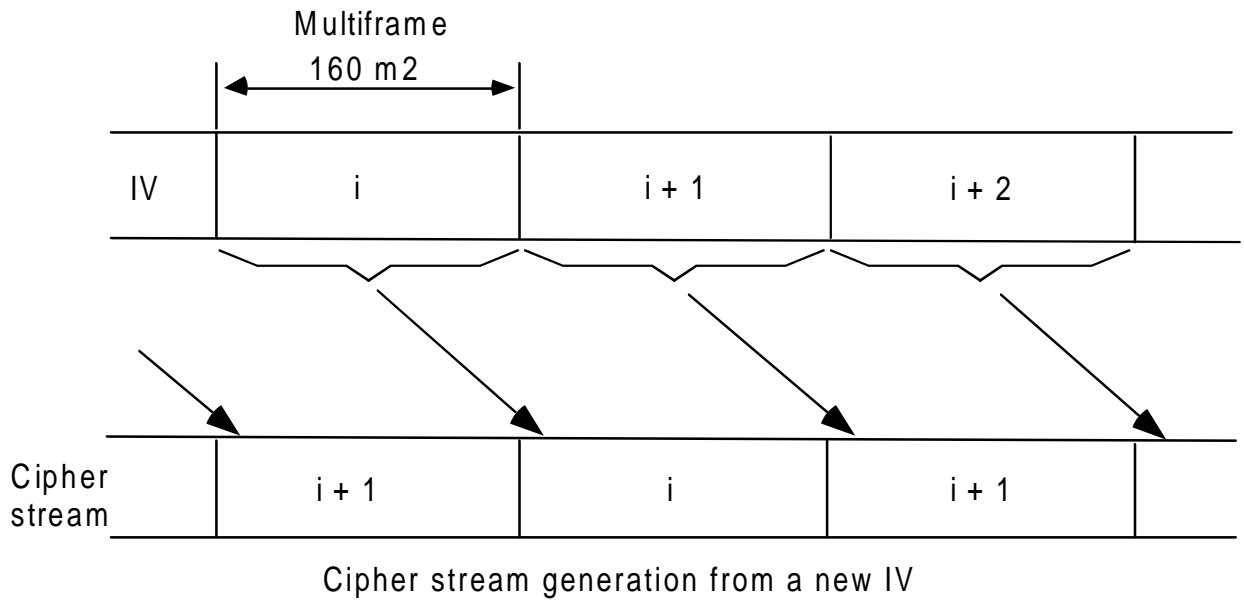 Multiframe
160 m2
IV
i
i + 1
i + 2
Cipher
stream
i + 1
i
i + 1
Cipher stream generation from a new IV